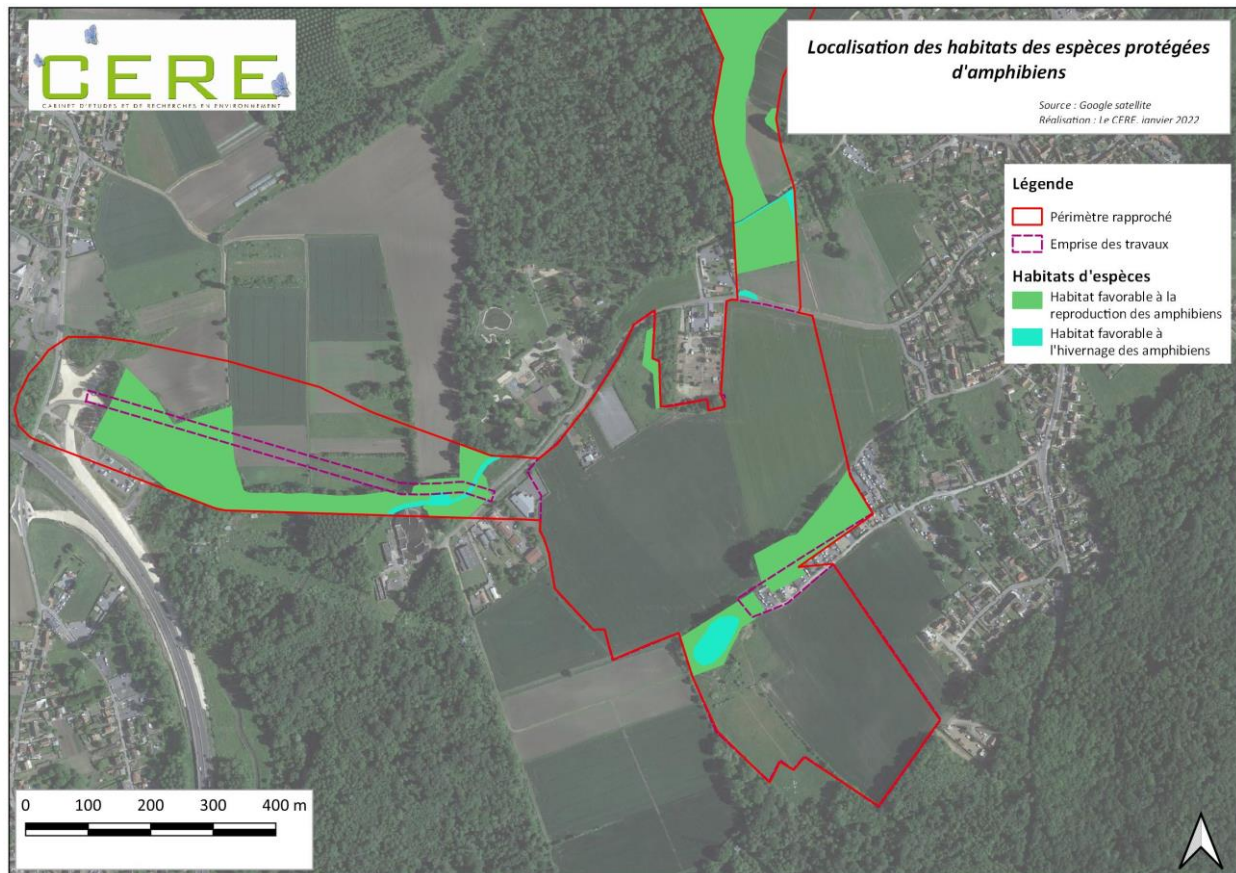 CERE
CABINET D'ETUDES ET DE RECHERCHES EN ENVIRONNEMENT
Localisation des habitats des espèces protégées
d'amphibiens
Source : Google satellite
Réalisation : Le CERE, janvier 2022
Légende
Périmètre rapproché
Emprise des travaux
Habitats d'espèces
Habitat favorable à la
reproduction des amphibiens
Habitat favorable à
l'hivernage des amphibiens
0 100 200 300 400 m